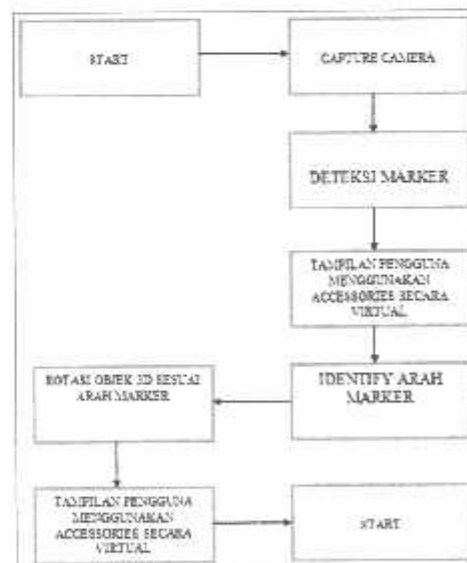 START
CAPTURE CAMERA
DETEKSI MARKER
TAMPILAN PENGGUNA
MENGGUNAKAN
ACCESSORIES SECARA
VIRTUAL
IDENTIFY ARAH
MARKER
ROTASI OBJEK 3D SESUAI
ARAH MARKER
TAMPILAN PENGGUNA
MENGGUNAKAN
ACCESSORIES SECARA
VIRTUAL
START